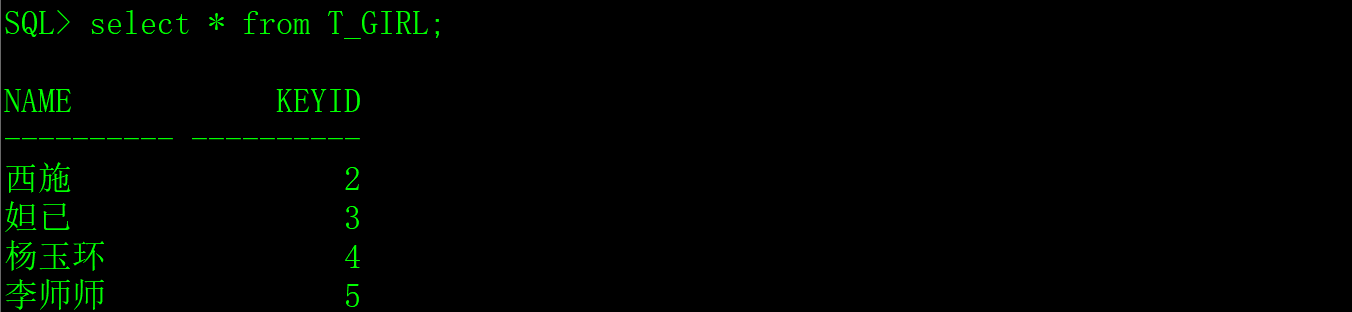 SQL> select * from T_GIRL;
NAME            KEYID
---------- ----------
西施                2
妲己                3
杨玉环              4
李师师              5